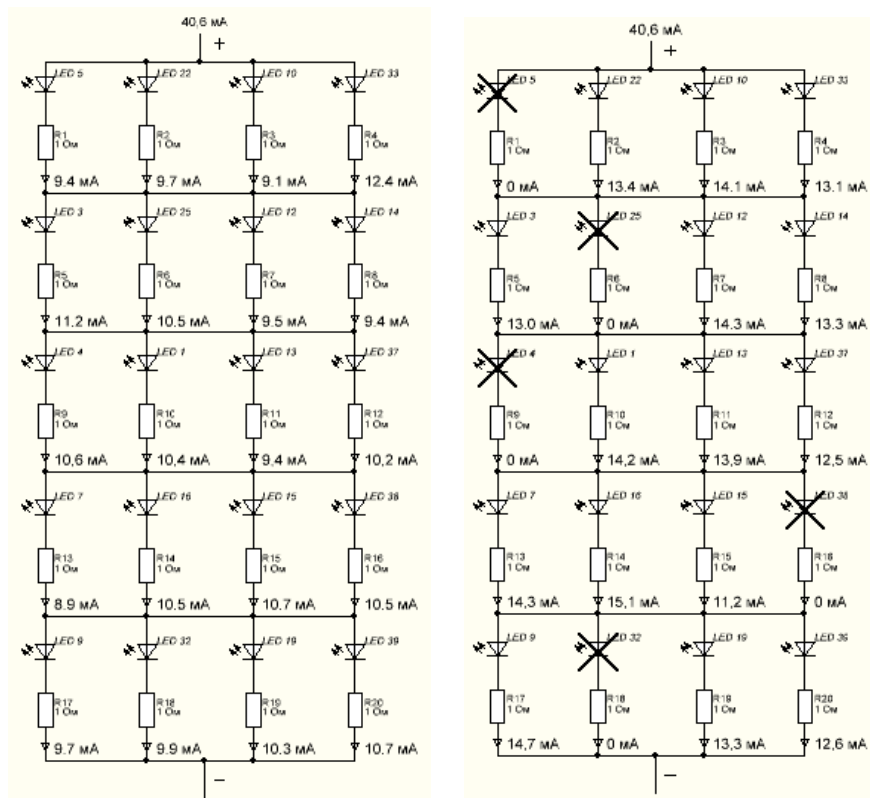 40,6 мА
+
LED 5 LED 22 LED 10 LED 33
R1 R2 R3 R4
1 Ом 1 Ом 1 Ом 1 Ом
9.4 мА 9.7 мА 9.1 мА 12.4 мА
LED 3 LED 25 LED 12 LED 14
R5 R6 R7 R8
1 Ом 1 Ом 1 Ом 1 Ом
11.2 мА 10.5 мА 9.5 мА 9.4 мА
LED 4 LED 1 LED 13 LED 37
R9 R10 R11 R12
1 Ом 1 Ом 1 Ом 1 Ом
10,6 мА 10.4 мА 9.4 мА 10,2 мА
LED 7 LED 16 LED 15 LED 38
R13 R14 R15 R16
1 Ом 1 Ом 1 Ом 1 Ом
8.9 мА 10.5 мА 10.7 мА 10.5 мА
LED 9 LED 32 LED 19 LED 39
R17 R18 R19 R20
1 Ом 1 Ом 1 Ом 1 Ом
9.7 мА 9.9 мА 10.3 мА 10.7 мА
−
40,6 мА
+
LED 5 LED 22 LED 10 LED 33
R1 R2 R3 R4
1 Ом 1 Ом 1 Ом 1 Ом
0 мА 13.4 мА 14.1 мА 13.1 мА
LED 3 LED 25 LED 12 LED 14
R5 R6 R7 R8
1 Ом 1 Ом 1 Ом 1 Ом
13.0 мА 0 мА 14.3 мА 13.3 мА
LED 4 LED 1 LED 13 LED 37
R9 R10 R11 R12
1 Ом 1 Ом 1 Ом 1 Ом
0 мА 14,2 мА 13,9 мА 12,5 мА
LED 7 LED 16 LED 15 LED 38
R13 R14 R15 R16
1 Ом 1 Ом 1 Ом 1 Ом
14,3 мА 15,1 мА 11,2 мА 0 мА
LED 9 LED 32 LED 19 LED 39
R17 R18 R19 R20
1 Ом 1 Ом 1 Ом 1 Ом
14,7 мА 0 мА 13,3 мА 12,6 мА
−